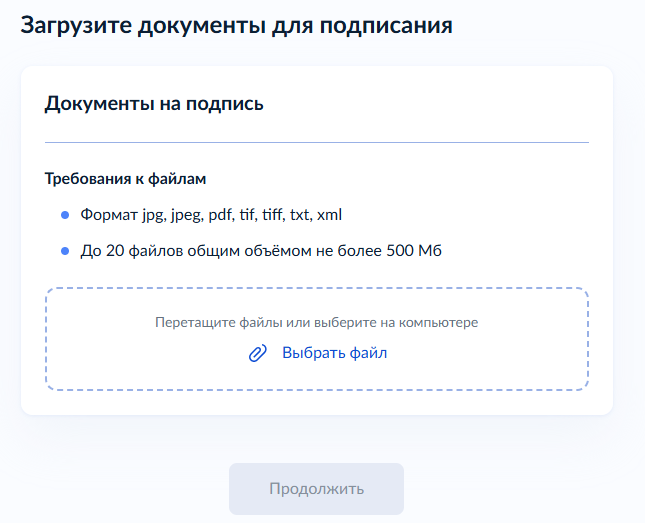 Загрузите документы для подписания
Документы на подпись
Требования к файлам
Формат jpg, jpeg, pdf, tif, tiff, txt, xml
До 20 файлов общим объёмом не более 500 Мб
Перетащите файлы или выберите на компьютере
Выбрать файл
Продолжить